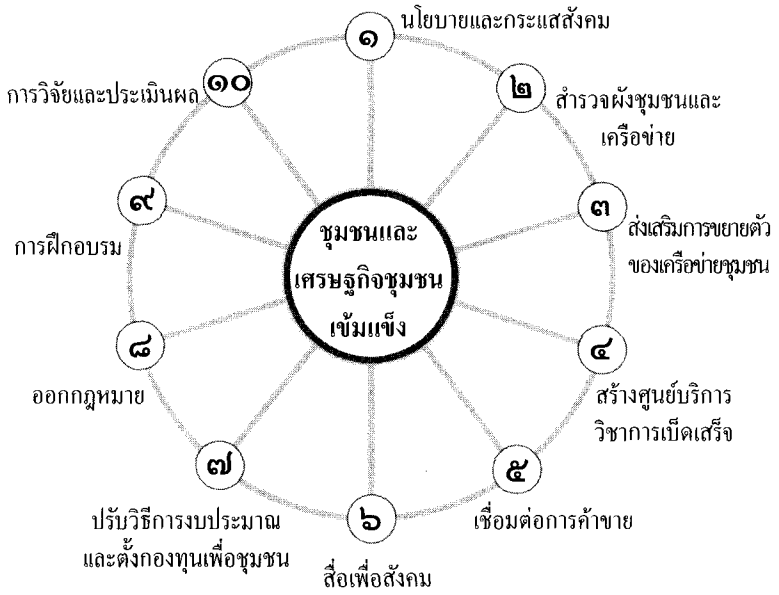 ๑
นโยบายและกระแสสังคม
๒
สำรวจผังชุมชนและ
เครือข่าย
๓
ส่งเสริมการขยายตัว
ของเครือข่ายชุมชน
๔
สร้างศูนย์บริการ
วิชาการเบ็ดเสร็จ
๕
เชื่อมต่อการค้าขาย
๖
สื่อเพื่อสังคม
๗
ปรับวิธีการงบประมาณ
และตั้งกองทุนเพื่อชุมชน
๘
ออกกฎหมาย
๙
การฝึกอบรม
๑๐
การวิจัยและประเมินผล
ชุมชนและ
เศรษฐกิจชุมชน
เข้มแข็ง